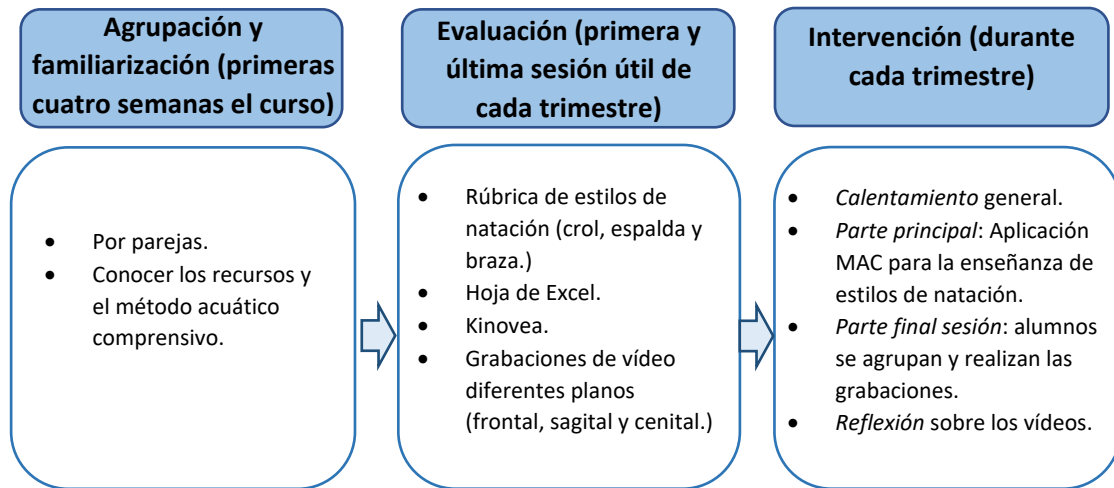 Agrupación y
familiarización (primeras
cuatro semanas el curso)
• Por parejas.
• Conocer los recursos y
el método acuático
comprensivo.
Evaluación (primera y
última sesión útil de
cada trimestre)
• Rúbrica de estilos de
natación (crol, espalda y
braza.)
• Hoja de Excel.
• Kinovea.
• Grabaciones de vídeo
diferentes planos
(frontal, sagital y cenital.)
Intervención (durante
cada trimestre)
• Calentamiento general.
• Parte principal: Aplicación
MAC para la enseñanza de
estilos de natación.
• Parte final sesión: alumnos
se agrupan y realizan las
grabaciones.
• Reflexión sobre los vídeos.